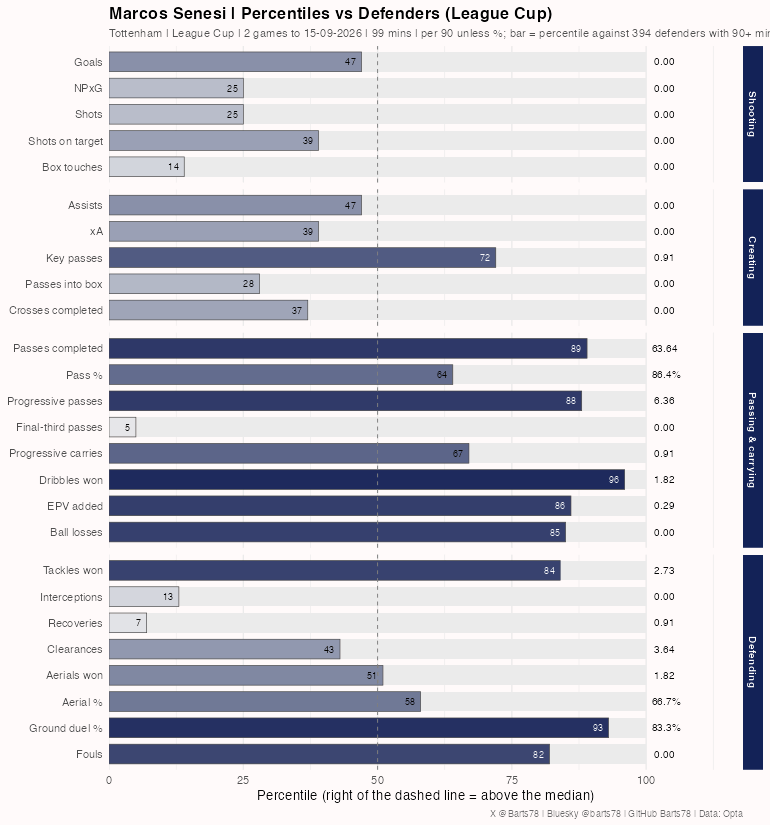 Marcos Senesi | Percentiles vs Defenders (League Cup)
Tottenham | League Cup | 2 games to 15-09-2026 | 99 mins | per 90 unless %; bar = percentile against 394 defenders with 90+ min
Goals 47 0.00
NPxG 25 0.00
Shots 25 0.00
Shots on target 39 0.00
Box touches 14 0.00
Shooting
Assists 47 0.00
xA 39 0.00
Key passes 72 0.91
Passes into box 28 0.00
Crosses completed 37 0.00
Creating
Passes completed 89 63.64
Pass % 64 86.4%
Progressive passes 88 6.36
Final-third passes 5 0.00
Progressive carries 67 0.91
Dribbles won 96 1.82
EPV added 86 0.29
Ball losses 85 0.00
Passing & carrying
Tackles won 84 2.73
Interceptions 13 0.00
Recoveries 7 0.91
Clearances 43 3.64
Aerials won 51 1.82
Aerial % 58 66.7%
Ground duel % 93 83.3%
Fouls 82 0.00
Defending
0 25 50 75 100
Percentile (right of the dashed line = above the median)
X @Barts78 | Bluesky @barts78 | GitHub Barts78 | Data: Opta